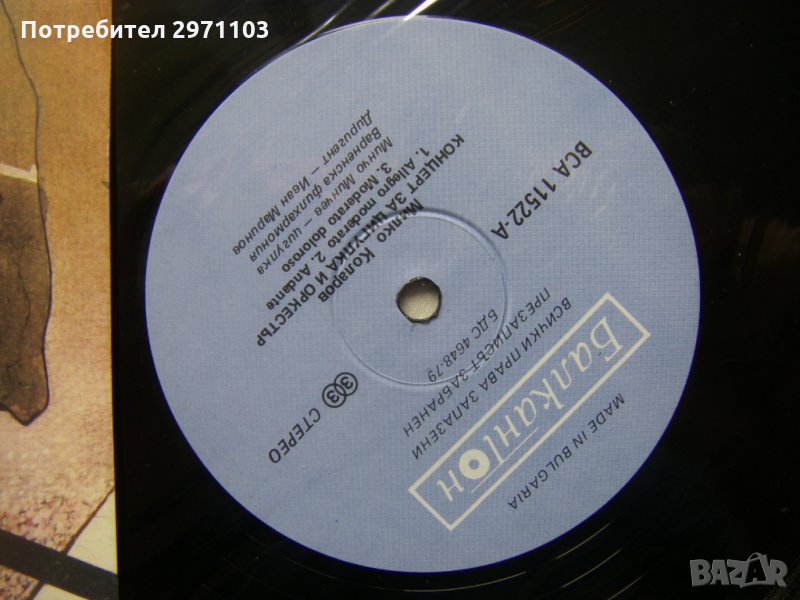 Потребител 2971103
MADE IN BULGARIA
Балкантон
ВСИЧКИ ПРАВА ЗАПАЗЕНИ
ПРЕЗАПИСЪТ ЗАБРАНЕН
БДС 4648-79
ВСА 11522-А
33 СТЕРЕО
Милко Коларов
КОНЦЕРТ ЗА ЦИГУЛКА И ОРКЕСТЪР
1. Allegro moderato 2. Andante
3. Moderato doloroso
Минчо Минчев – цигулка
Варненска филхармония
Диригент – Иван Маринов
BAZAR